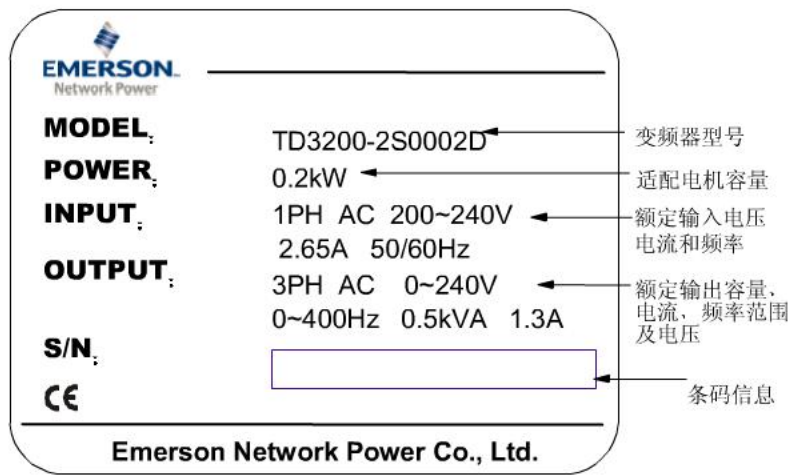 EMERSON
Network Power
MODEL:
TD3200-2S0002D
变频器型号
POWER:
0.2kW
适配电机容量
INPUT:
1PH AC 200~240V
2.65A 50/60Hz
额定输入电压
电流和频率
OUTPUT:
3PH AC 0~240V
0~400Hz 0.5kVA 1.3A
额定输出容量、
电流、频率范围
及电压
S/N:
条码信息
CE
Emerson Network Power Co., Ltd.